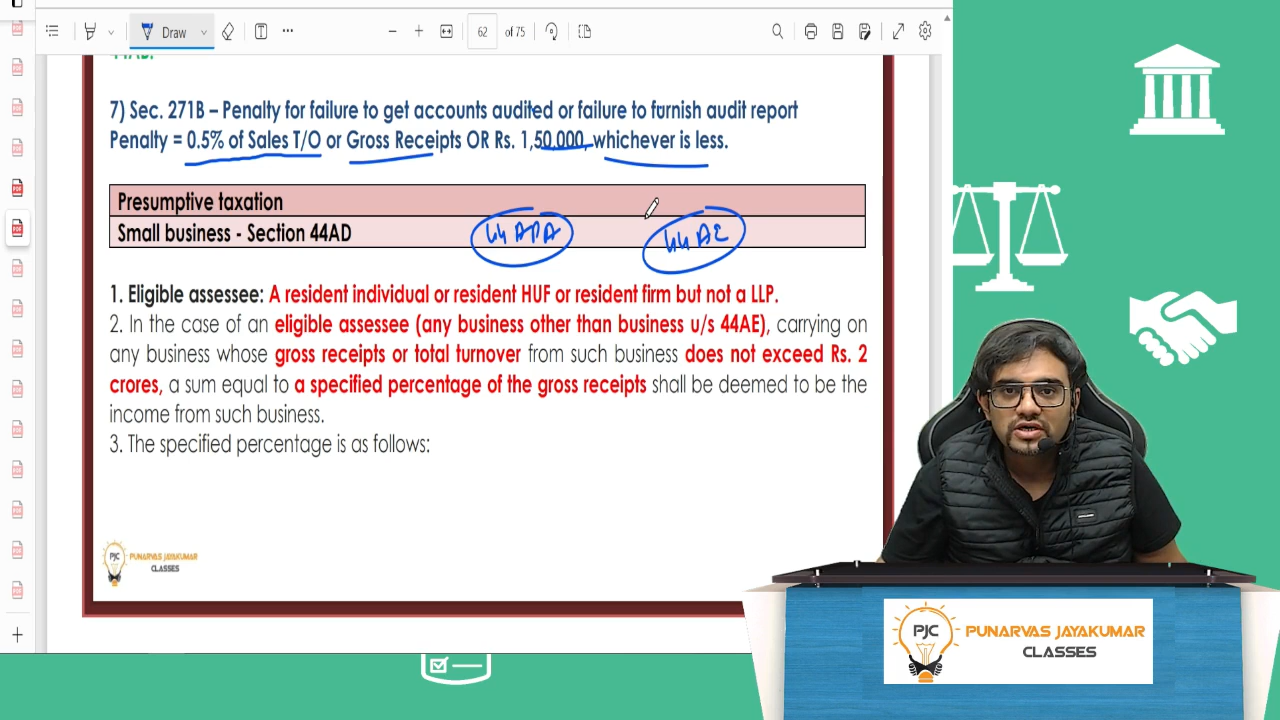 Draw
62 of 75
44AB.
7) Sec. 271B – Penalty for failure to get accounts audited or failure to furnish audit report
Penalty = 0.5% of Sales T/O or Gross Receipts OR Rs. 1,50,000, whichever is less.
Presumptive taxation
Small business - Section 44AD
44 ADA
44 AE
1. Eligible assessee: A resident individual or resident HUF or resident firm but not a LLP.
2. In the case of an eligible assessee (any business other than business u/s 44AE), carrying on
any business whose gross receipts or total turnover from such business does not exceed Rs. 2
crores, a sum equal to a specified percentage of the gross receipts shall be deemed to be the
income from such business.
3. The specified percentage is as follows:
PJC
PUNARVAS JAYAKUMAR
CLASSES
PJC
PUNARVAS JAYAKUMAR
CLASSES